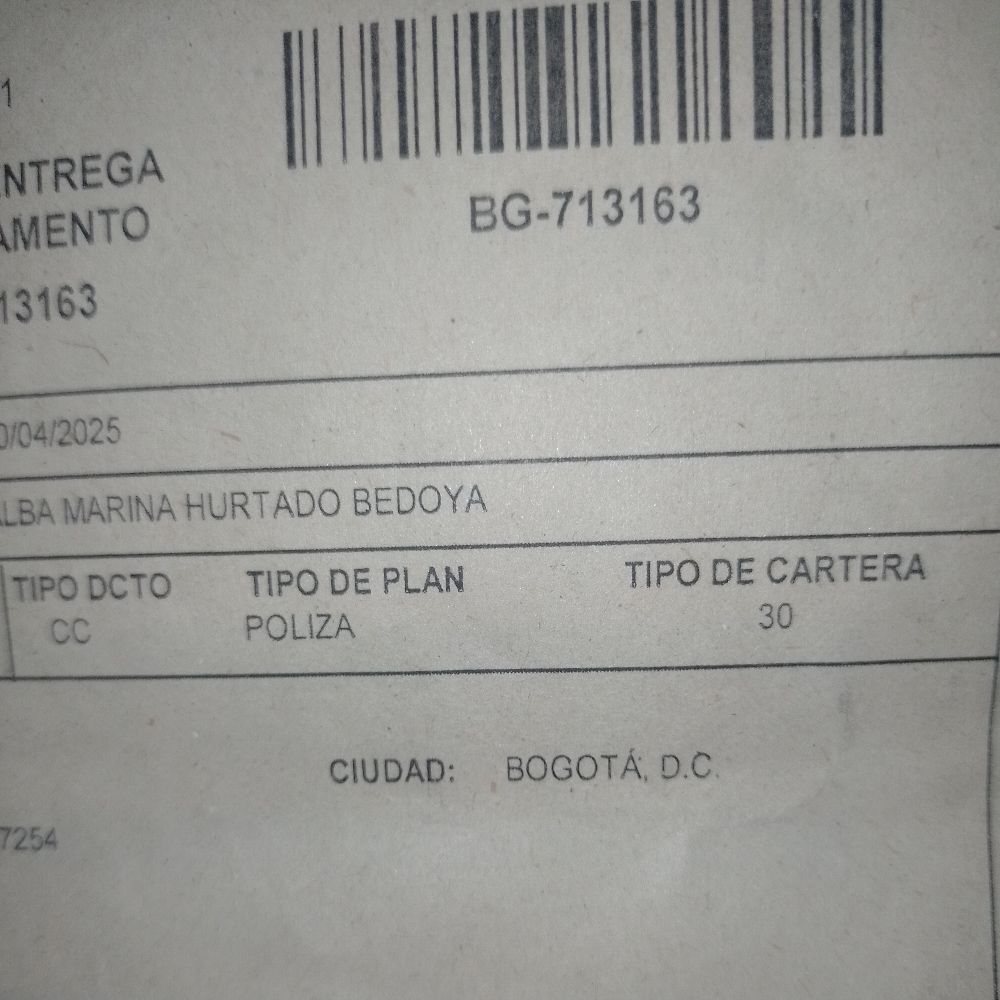 1
NTREGA
AMENTO
BG-713163
13163
0/04/2025
LBA MARINA HURTADO BEDOYA
TIPO DCTO TIPO DE PLAN TIPO DE CARTERA
CC POLIZA 30
CIUDAD: BOGOTÁ, D.C.
7254